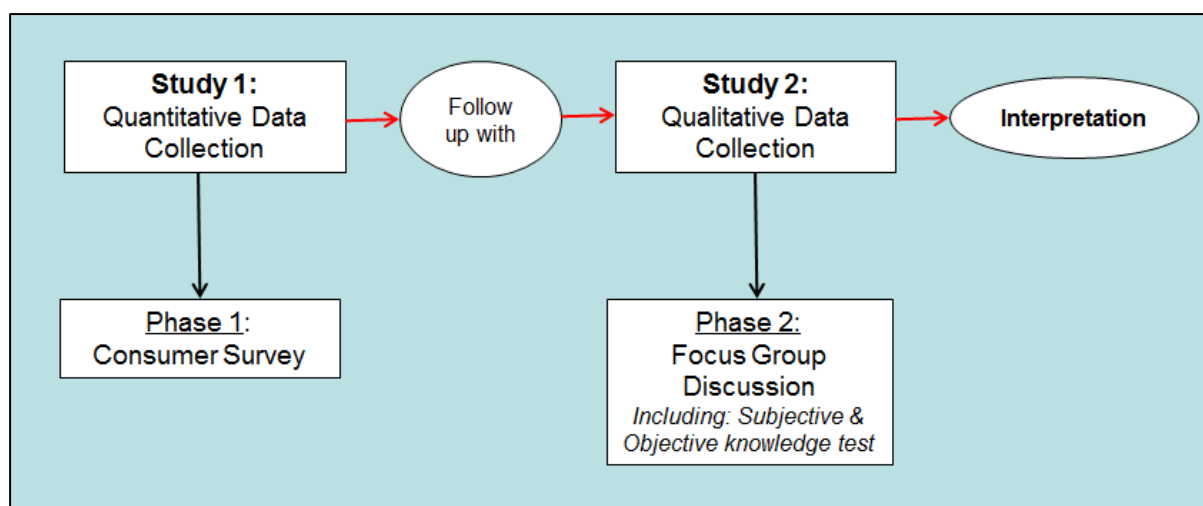 Study 1:
Quantitative Data
Collection
Follow
up with
Study 2:
Qualitative Data
Collection
Interpretation
Phase 1:
Consumer Survey
Phase 2:
Focus Group
Discussion
Including: Subjective &
Objective knowledge test